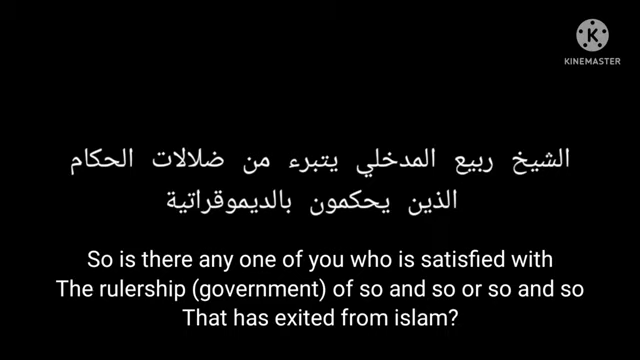 K
KINEMASTER
الشيخ ربيع المدخلي يتبرء من ضلالات الحكام
الذين يحكمون بالديموقراتية
So is there any one of you who is satisfied with
The rulership (government) of so and so or so and so
That has exited from islam?